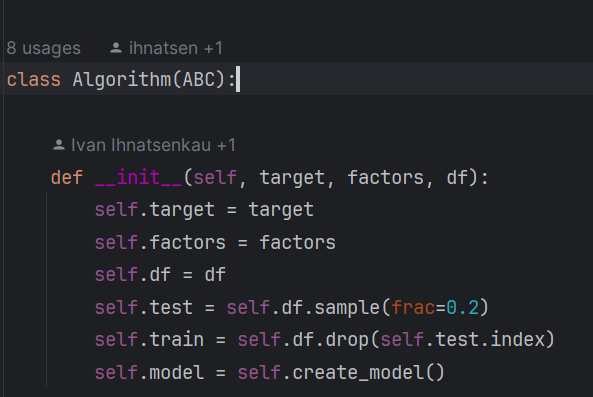 8 usages ihnatsen +1
class Algorithm(ABC):
Ivan Ihnatsenkau +1
def __init__(self, target, factors, df):
self.target = target
self.factors = factors
self.df = df
self.test = self.df.sample(frac=0.2)
self.train = self.df.drop(self.test.index)
self.model = self.create_model()